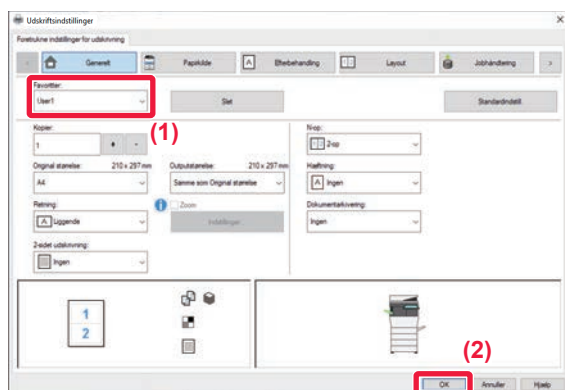 Udskriftsindstillinger
Foretrukne indstillinger for udskrivning
Generelt Papirkilde Efterbehandling Layout Jobhåndtering
Favoritter:
User1 Slet Standardindstill.
(1)
Kopier: N-op:
1 + - 2-op
Original størrelse: 210 x 297 mm Outputstørrelse: 210 x 297 mm Hæftning:
A4 Samme som Original størrelse Ingen
Retning: Zoom Dokumentarkivering:
Liggende Indstillinger Ingen
2-sidet udskrivning:
Ingen
1
2
(2)
OK Annuller Hjælp